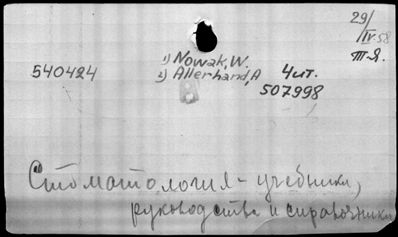 29/
IV.58
т-Я.
1) Nowak, W.
540424 2) Allerhand, A Чит.
507998
Стоматология - учебники,
руководства и справочники